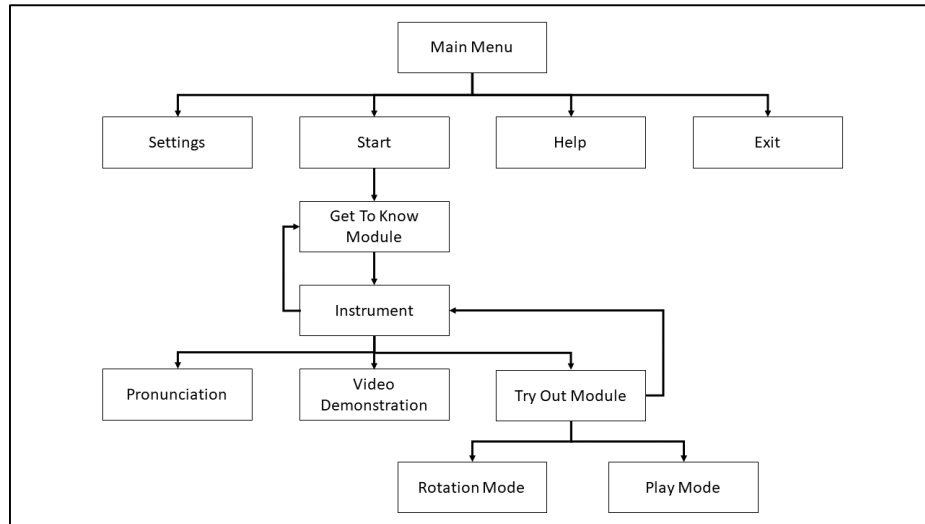 Main Menu
Settings
Start
Help
Exit
Get To Know
Module
Instrument
Pronunciation
Video
Demonstration
Try Out Module
Rotation Mode
Play Mode